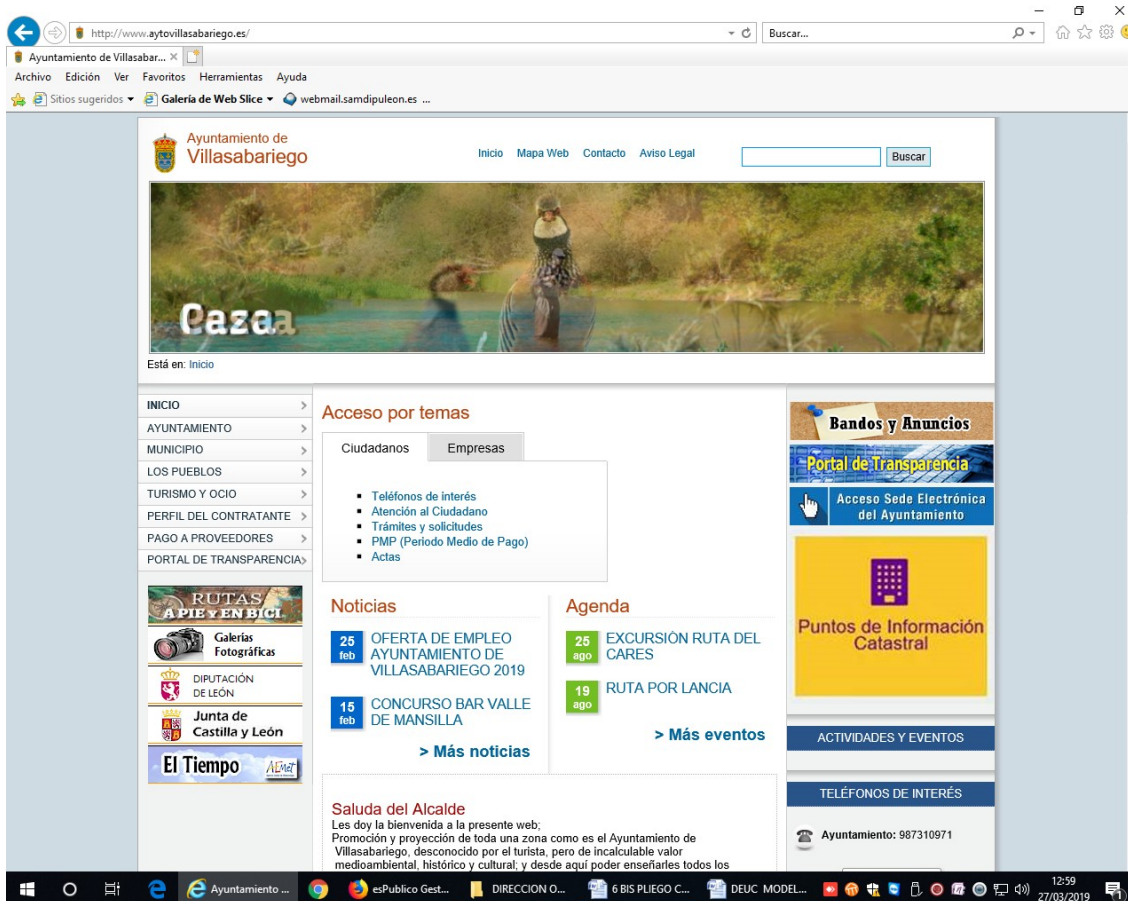 http://www.aytovillasabariego.es/
Buscar...
Ayuntamiento de Villasabar...
Archivo Edición Ver Favoritos Herramientas Ayuda
Sitios sugeridos Galería de Web Slice webmail.samdipuleon.es ...
Ayuntamiento de
Villasabariego
Inicio Mapa Web Contacto Aviso Legal
Buscar
Caza
Está en: Inicio
INICIO
AYUNTAMIENTO
MUNICIPIO
LOS PUEBLOS
TURISMO Y OCIO
PERFIL DEL CONTRATANTE
PAGO A PROVEEDORES
PORTAL DE TRANSPARENCIA
RUTAS
A PIE Y EN BICI
Galerías
Fotográficas
DIPUTACIÓN
DE LEÓN
Junta de
Castilla y León
El Tiempo AEMet
Acceso por temas
Ciudadanos Empresas
Teléfonos de interés
Atención al Ciudadano
Trámites y solicitudes
PMP (Periodo Medio de Pago)
Actas
Noticias
25 feb
OFERTA DE EMPLEO
AYUNTAMIENTO DE
VILLASABARIEGO 2019
15 feb
CONCURSO BAR VALLE
DE MANSILLA
> Más noticias
Agenda
25 ago
EXCURSIÓN RUTA DEL
CARES
19 ago
RUTA POR LANCIA
> Más eventos
Saluda del Alcalde
Les doy la bienvenida a la presente web;
Promoción y proyección de toda una zona como es el Ayuntamiento de
Villasabariego, desconocido por el turista, pero de incalculable valor
medioambiental, histórico y cultural; y desde aquí poder enseñarles todos los
Bandos y Anuncios
Portal de Transparencia
Acceso Sede Electrónica
del Ayuntamiento
Puntos de Información
Catastral
ACTIVIDADES Y EVENTOS
TELÉFONOS DE INTERÉS
Ayuntamiento: 987310971
Ayuntamiento ...
esPublico Gest...
DIRECCION O...
6 BIS PLIEGO C...
DEUC MODEL...
12:59
27/03/2019